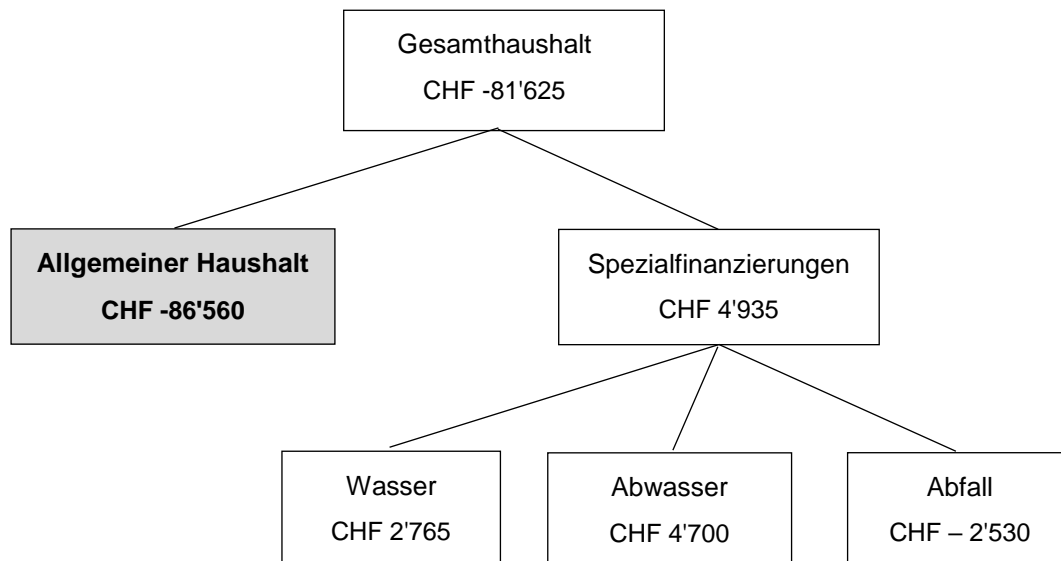 Gesamthaushalt
CHF -81'625
Allgemeiner Haushalt
CHF -86'560
Spezialfinanzierungen
CHF 4'935
Wasser
CHF 2'765
Abwasser
CHF 4'700
Abfall
CHF – 2'530